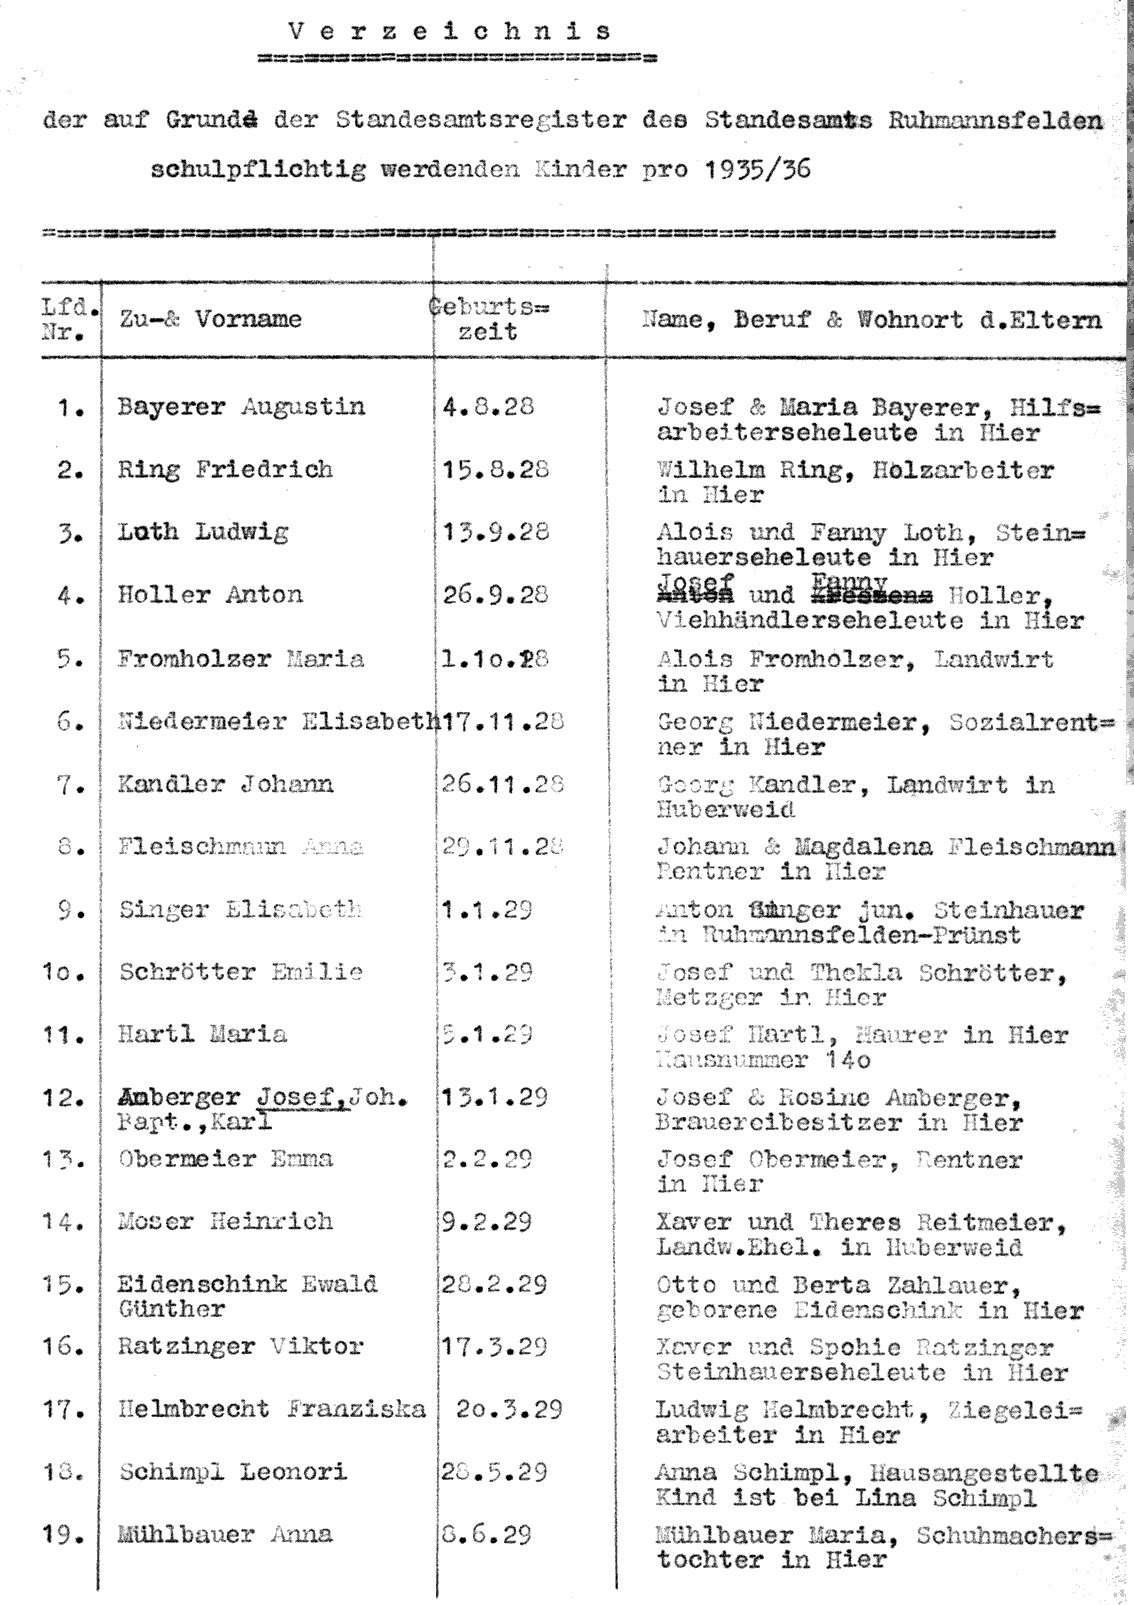 V e r z e i c h n i s
==========================
der auf Grund der Standesamtsregister des Standesamts Ruhmannsfelden
schulpflichtig werdenden Kinder pro 1935/36
==================================================================
Lfd. Nr. Zu-& Vorname Geburts= zeit Name, Beruf & Wohnort d.Eltern
1. Bayerer Augustin 4.8.28 Josef & Maria Bayerer, Hilfs=
arbeiterseheleute in Hier
2. Ring Friedrich 15.8.28 Wilhelm Ring, Holzarbeiter
in Hier
3. Loth Ludwig 13.9.28 Alois und Fanny Loth, Stein=
hauerseheleute in Hier
Josef Fanny
4. Holler Anton 26.9.28 Anton und Kreszens Holler,
Viehhändlerseheleute in Hier
5. Fromholzer Maria 1.1o.28 Alois Fromholzer, Landwirt
in Hier
6. Niedermeier Elisabeth 17.11.28 Georg Niedermeier, Sozialrent=
ner in Hier
7. Kandler Johann 26.11.28 Georg Kandler, Landwirt in
Huberweid
8. Fleischmann Anna 29.11.28 Johann & Magdalena Fleischmann
Rentner in Hier
9. Singer Elisabeth 1.1.29 Anton Singer jun. Steinhauer
in Ruhmannsfelden-Prünst
1o. Schrötter Emilie 3.1.29 Josef und Thekla Schrötter,
Metzger in Hier
11. Hartl Maria 5.1.29 Josef Hartl, Maurer in Hier
Hausnummer 14o
12. Amberger Josef,Joh. 13.1.29 Josef & Rosine Amberger,
Bapt.,Karl Brauereibesitzer in Hier
13. Obermeier Emma 2.2.29 Josef Obermeier, Rentner
in Hier
14. Moser Heinrich 9.2.29 Xaver und Theres Reitmeier,
Landw.Ehel. in Huberweid
15. Eidenschink Ewald 28.2.29 Otto und Berta Zahlauer,
Günther geborene Eidenschink in Hier
16. Ratzinger Viktor 17.3.29 Xaver und Spohie Ratzinger
Steinhauerseheleute in Hier
17. Helmbrecht Franziska 2o.3.29 Ludwig Helmbrecht, Ziegelei=
arbeiter in Hier
18. Schimpl Leonori 28.5.29 Anna Schimpl, Hausangestellte
Kind ist bei Lina Schimpl
19. Mühlbauer Anna 8.6.29 Mühlbauer Maria, Schuhmachers=
tochter in Hier